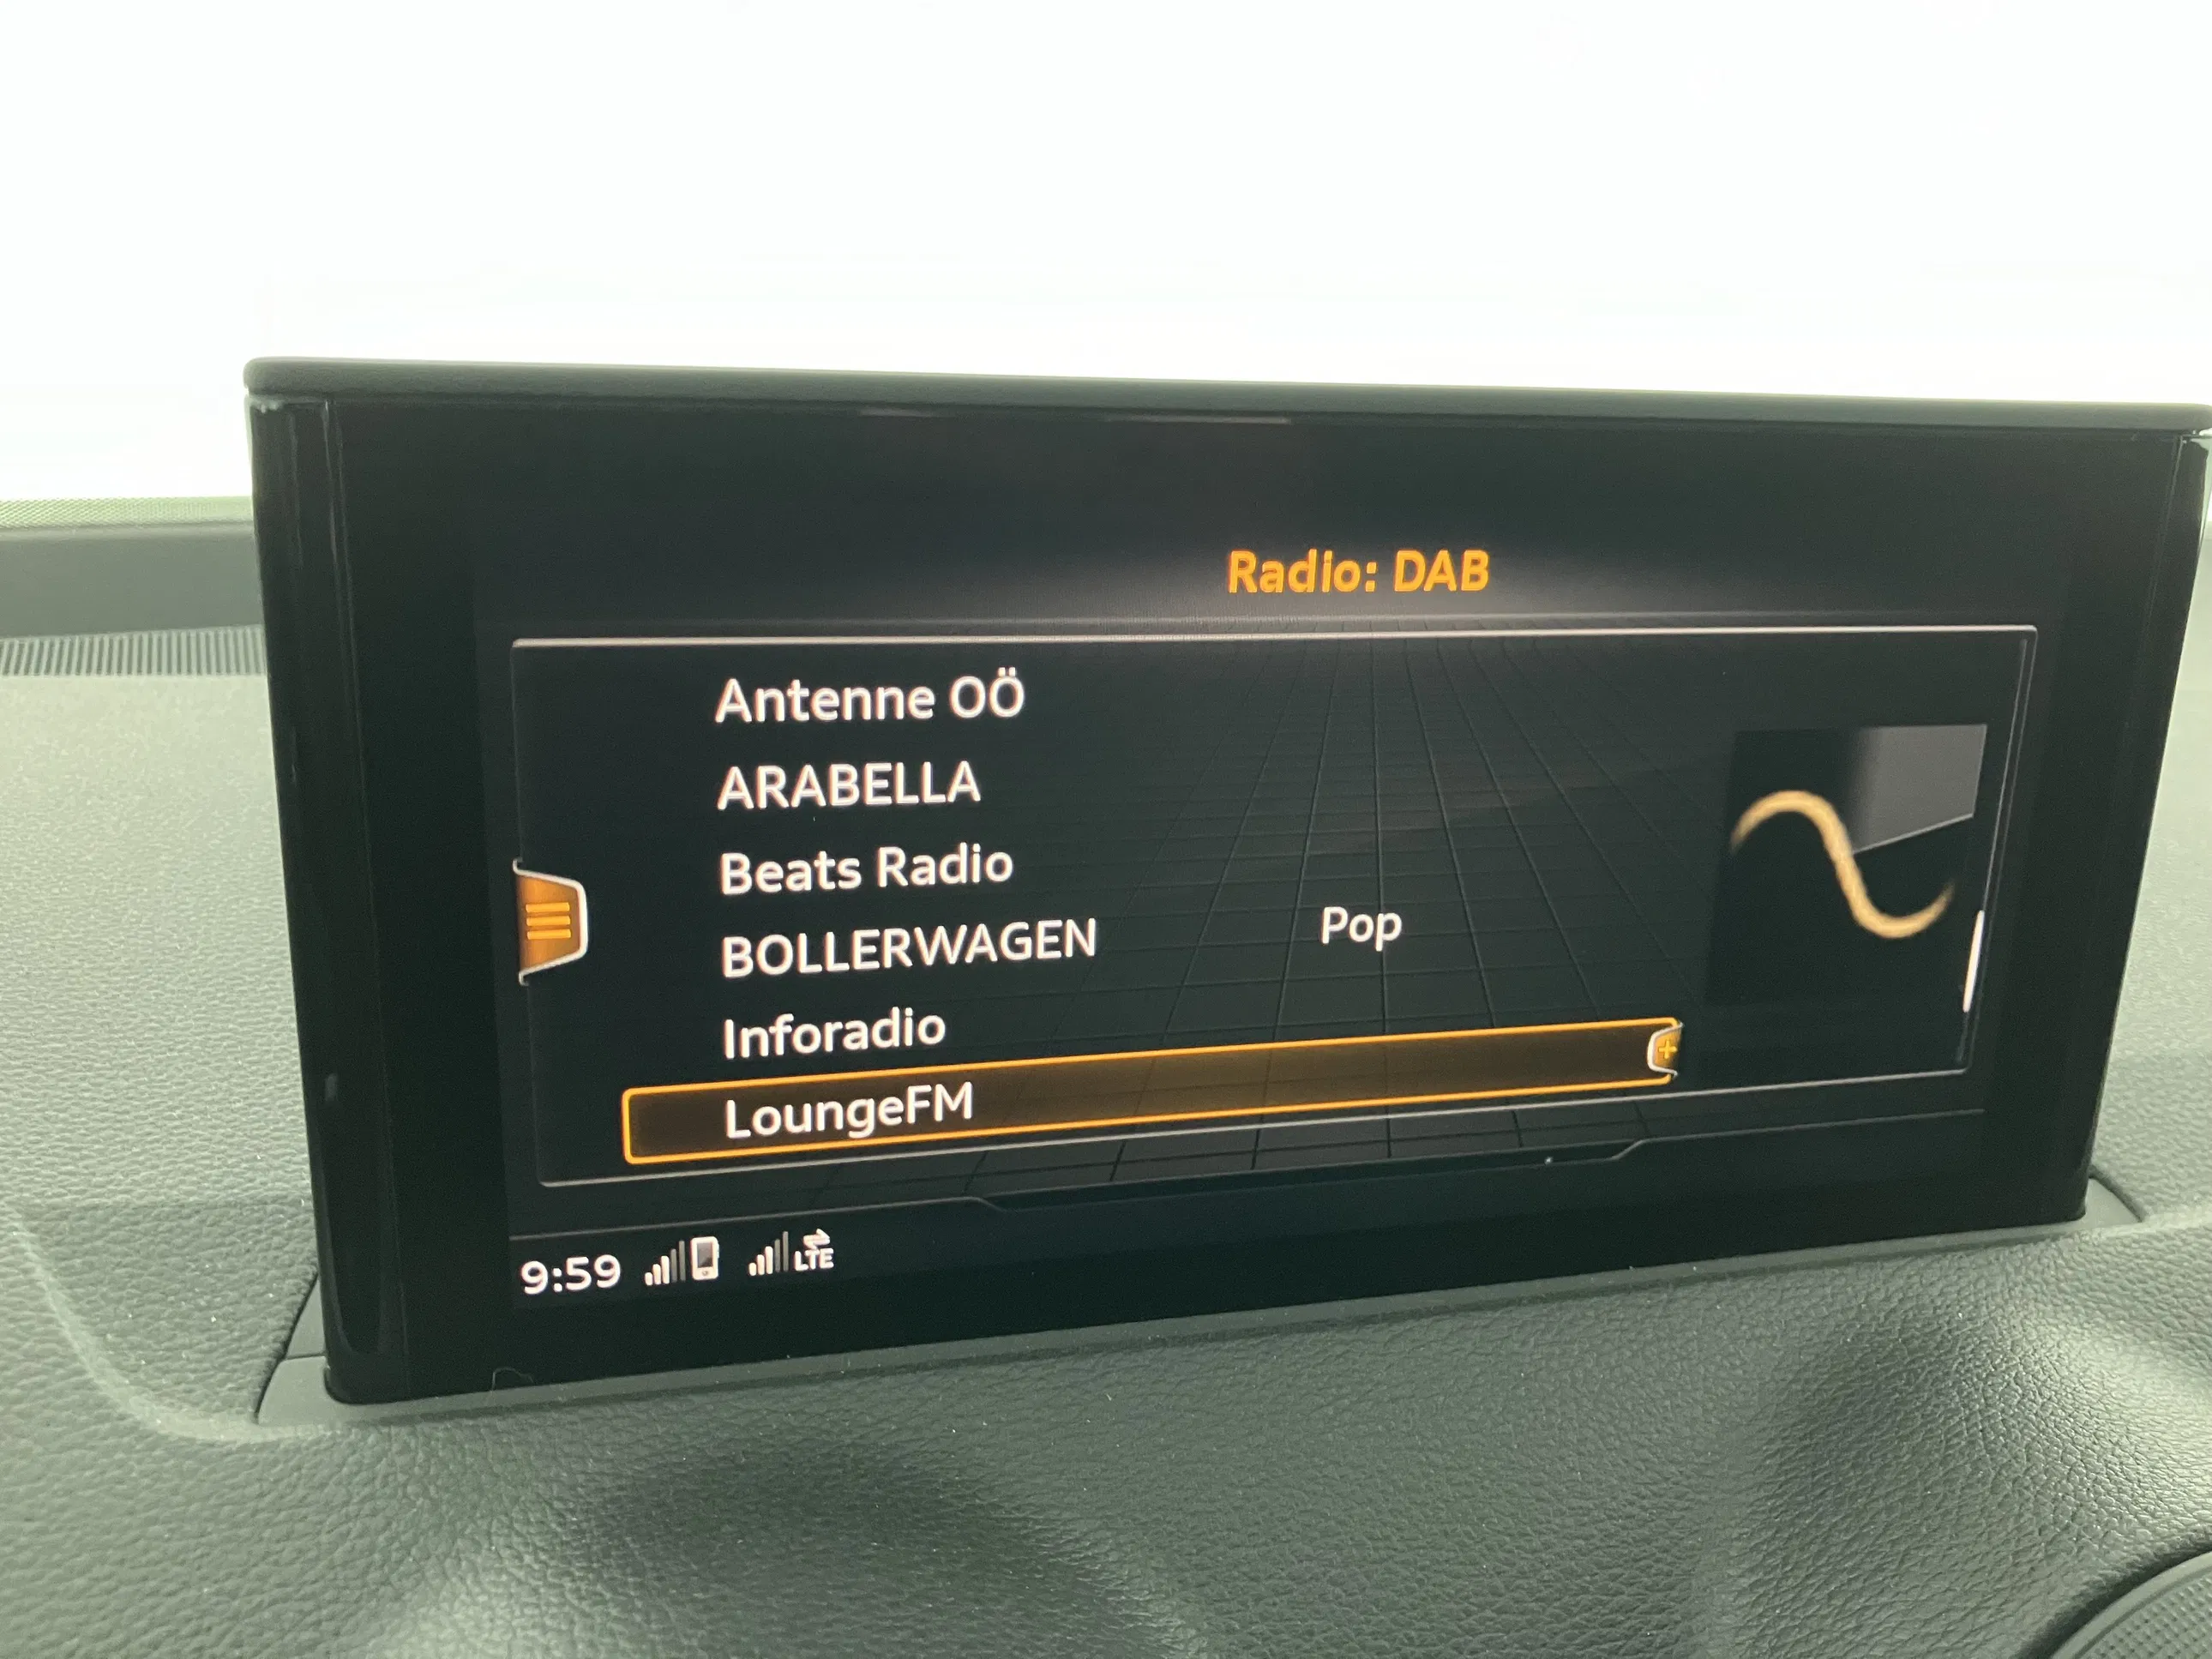 Radio: DAB
Antenne OÖ
ARABELLA
Beats Radio
BOLLERWAGEN Pop
Inforadio
LoungeFM
9:59 LTE